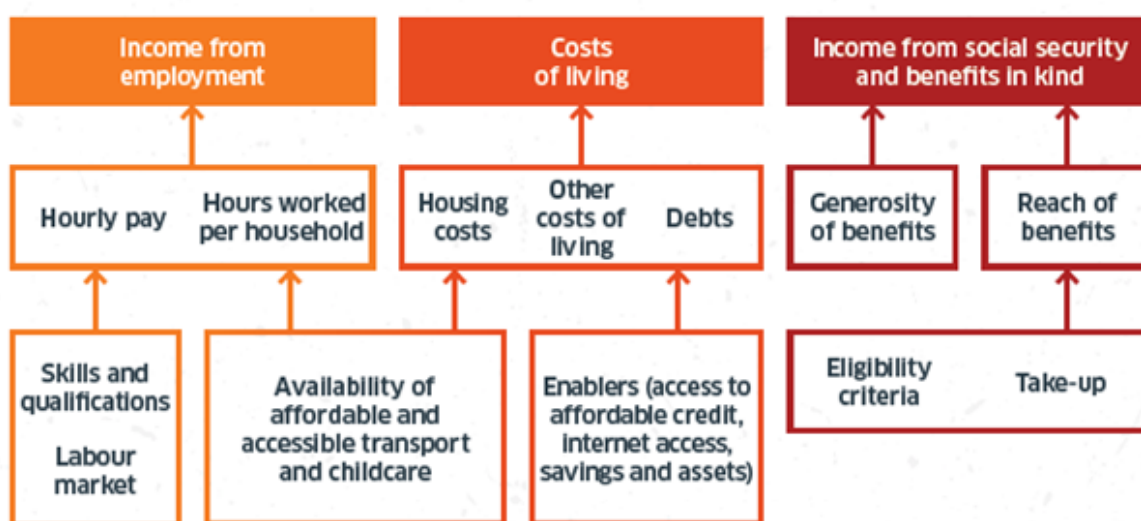 Income from
employment
Costs
of living
Income from social security
and benefits in kind
Hourly pay
Hours worked
per household
Housing
costs
Other
costs of
living
Debts
Generosity
of benefits
Reach of
benefits
Skills and
qualifications
Labour
market
Availability of
affordable and
accessible transport
and childcare
Enablers (access to
affordable credit,
internet access,
savings and assets)
Eligibility
criteria
Take-up